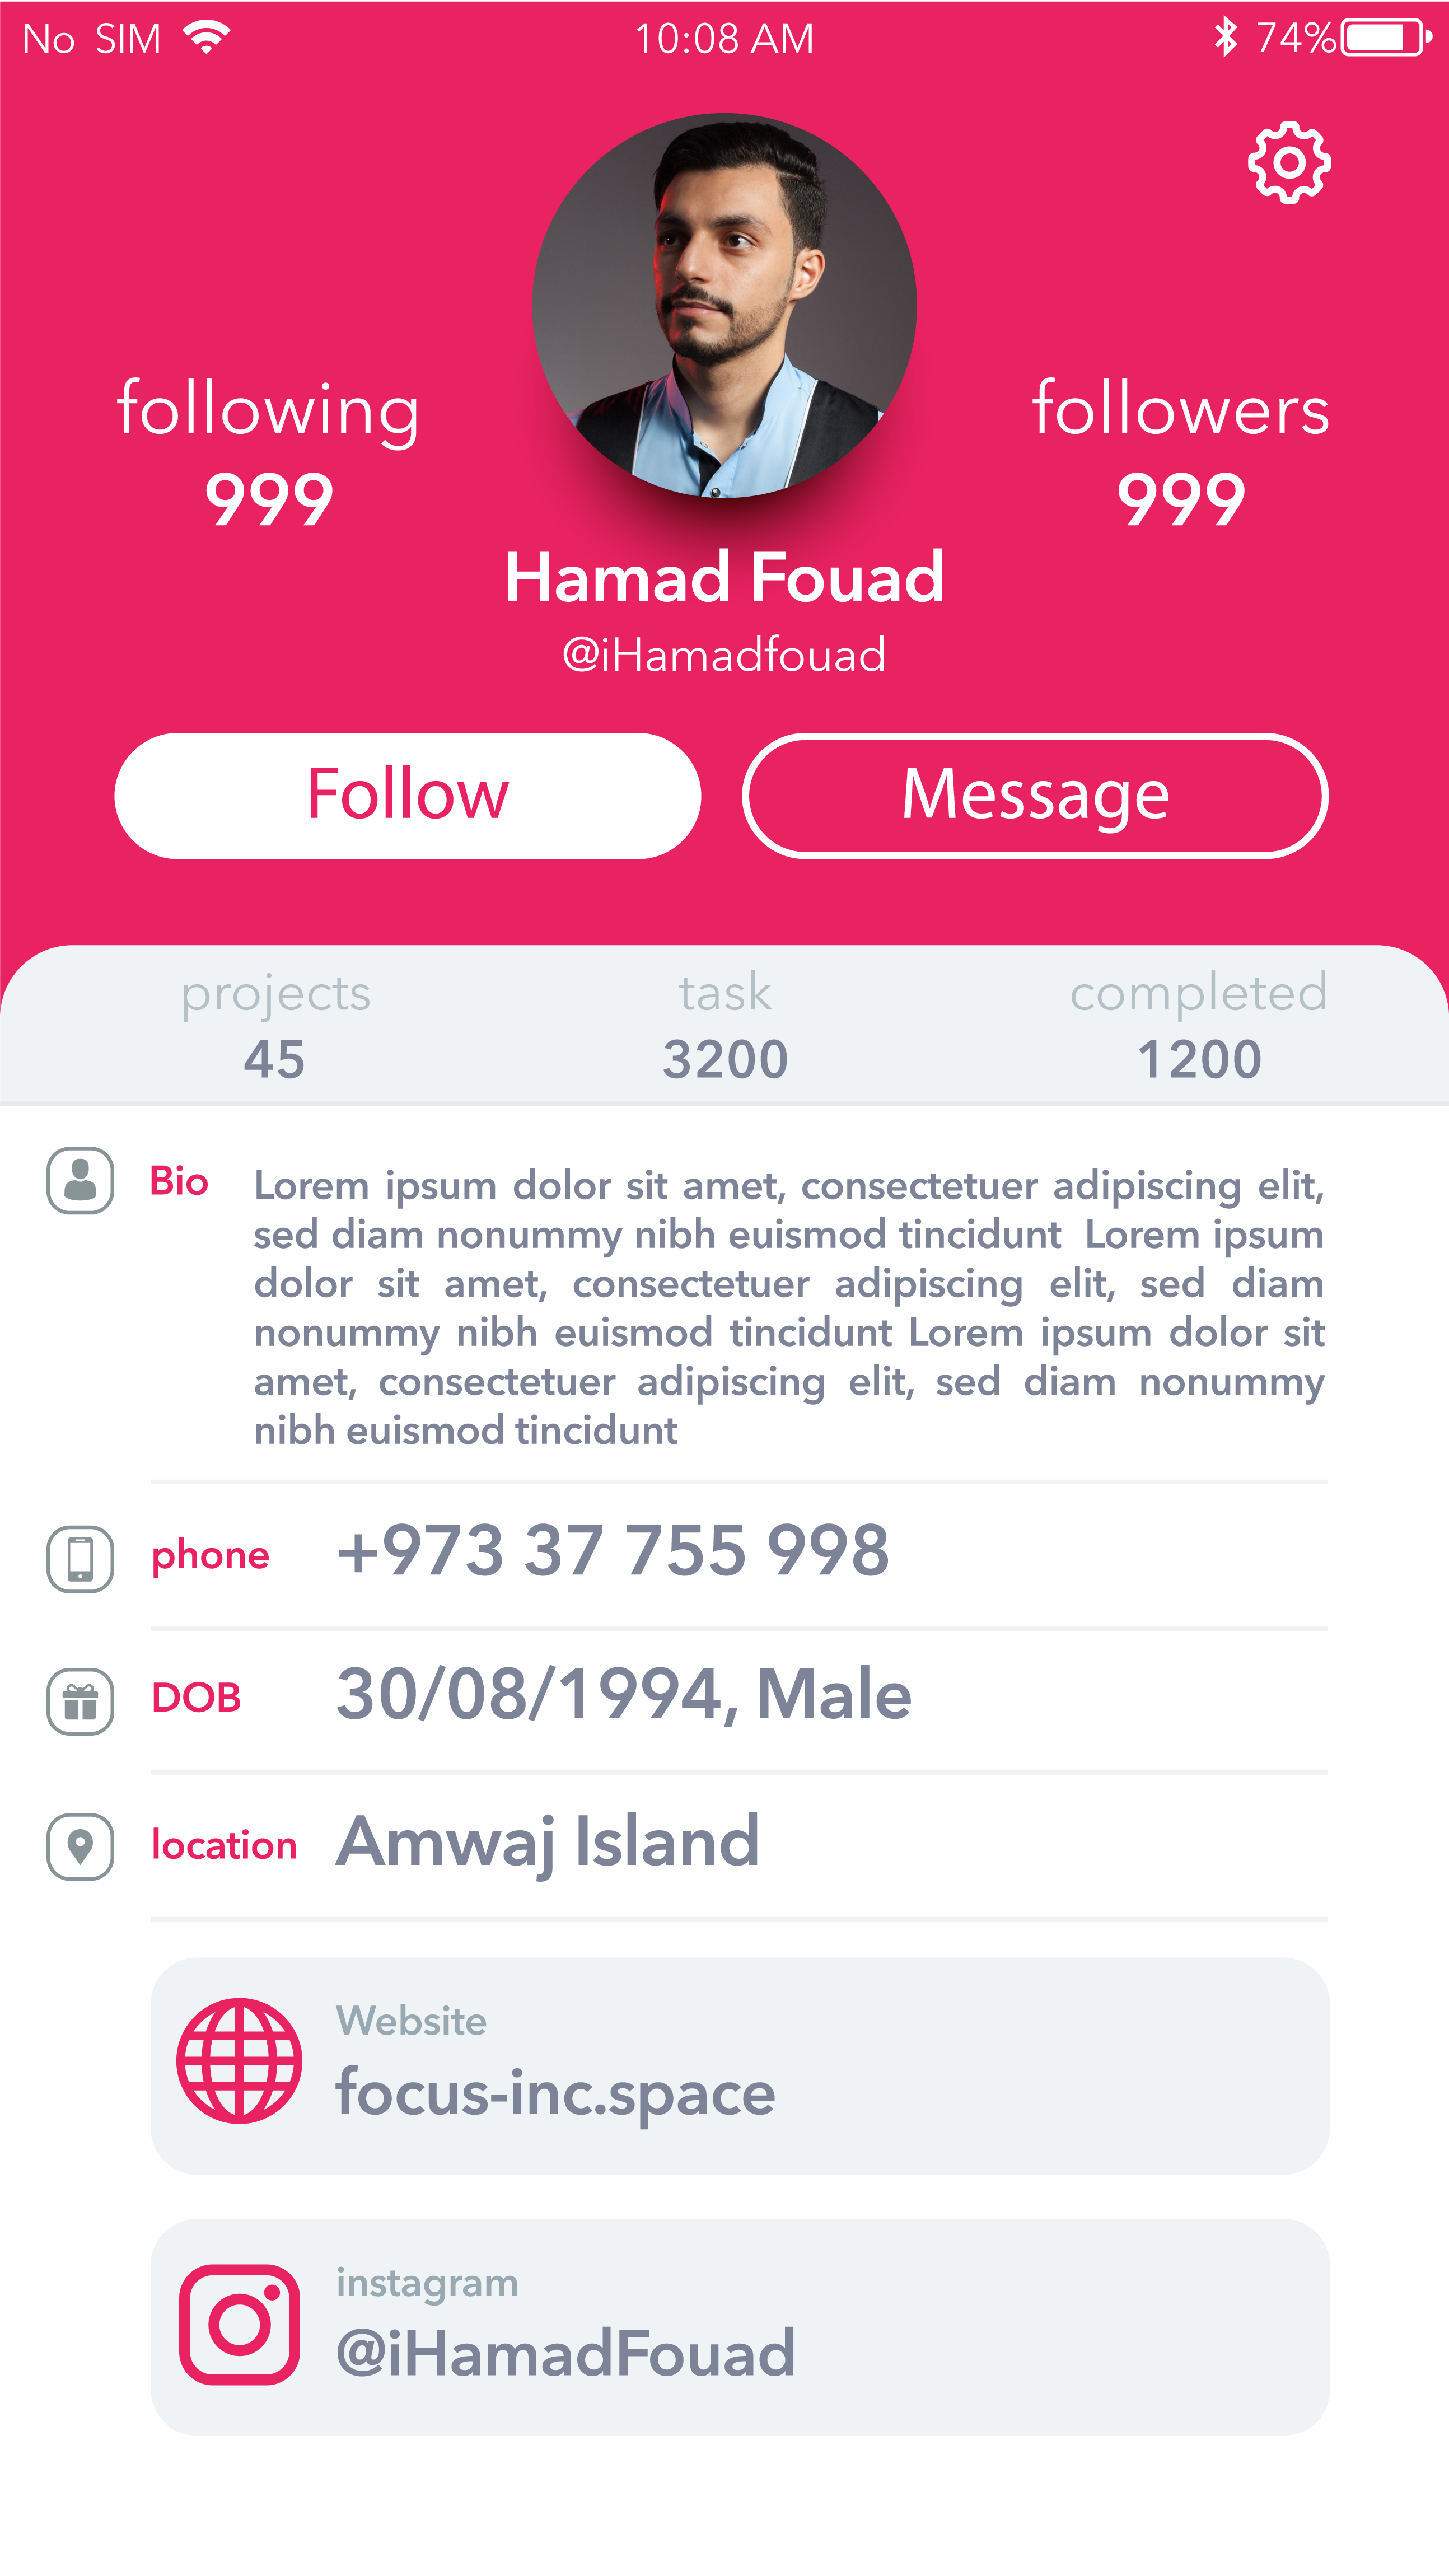 No SIM
10:08 AM
74%
following
999
followers
999
Hamad Fouad
@iHamadfouad
Follow
Message
projects
45
task
3200
completed
1200
Bio
Lorem ipsum dolor sit amet, consectetuer adipiscing elit,
sed diam nonummy nibh euismod tincidunt Lorem ipsum
dolor sit amet, consectetuer adipiscing elit, sed diam
nonummy nibh euismod tincidunt Lorem ipsum dolor sit
amet, consectetuer adipiscing elit, sed diam nonummy
nibh euismod tincidunt
phone
+973 37 755 998
DOB
30/08/1994, Male
location
Amwaj Island
Website
focus-inc.space
instagram
@iHamadFouad